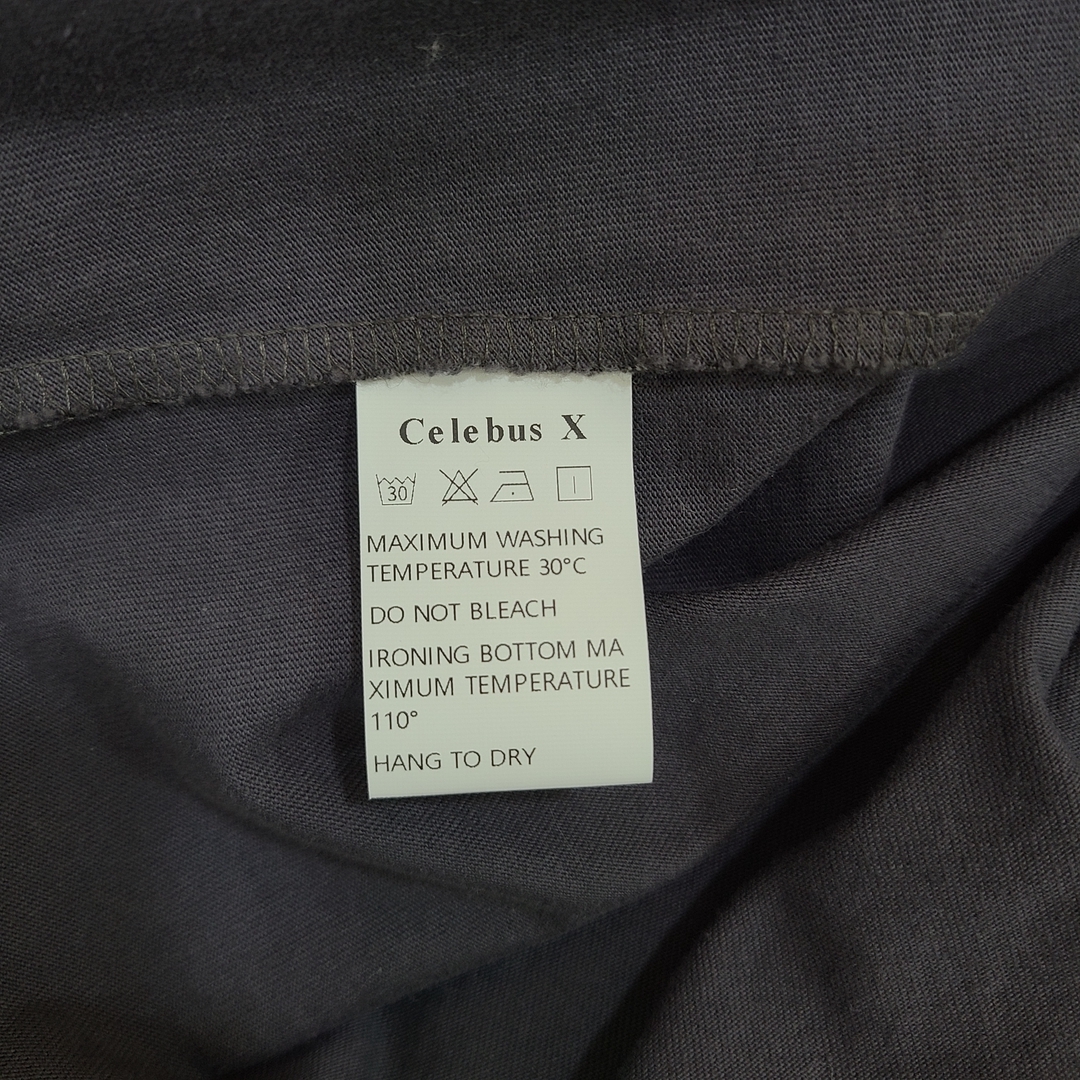 Celebus X
30
MAXIMUM WASHING
TEMPERATURE 30°C
DO NOT BLEACH
IRONING BOTTOM MA
XIMUM TEMPERATURE
110°
HANG TO DRY